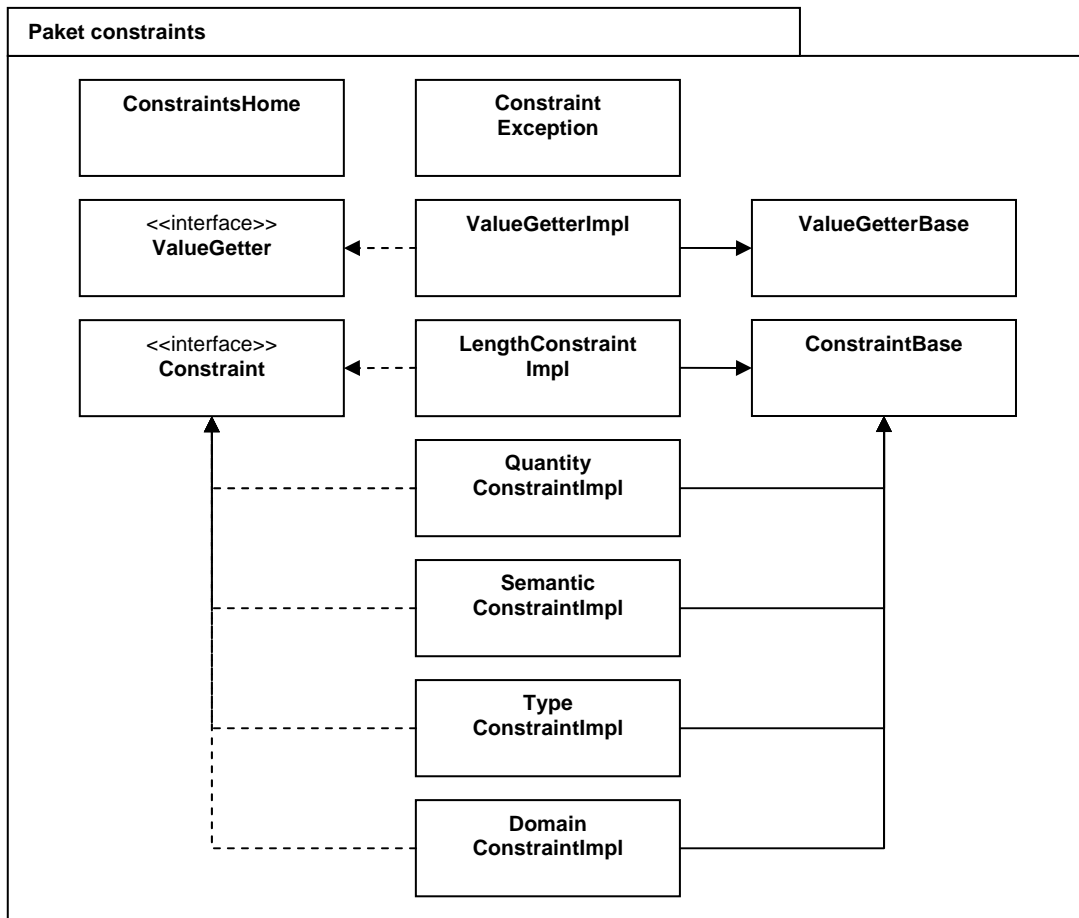 Paket constraints
ConstraintsHome
Constraint
Exception
<<interface>>
ValueGetter
ValueGetterImpl
ValueGetterBase
<<interface>>
Constraint
LengthConstraint
Impl
ConstraintBase
Quantity
ConstraintImpl
Semantic
ConstraintImpl
Type
ConstraintImpl
Domain
ConstraintImpl